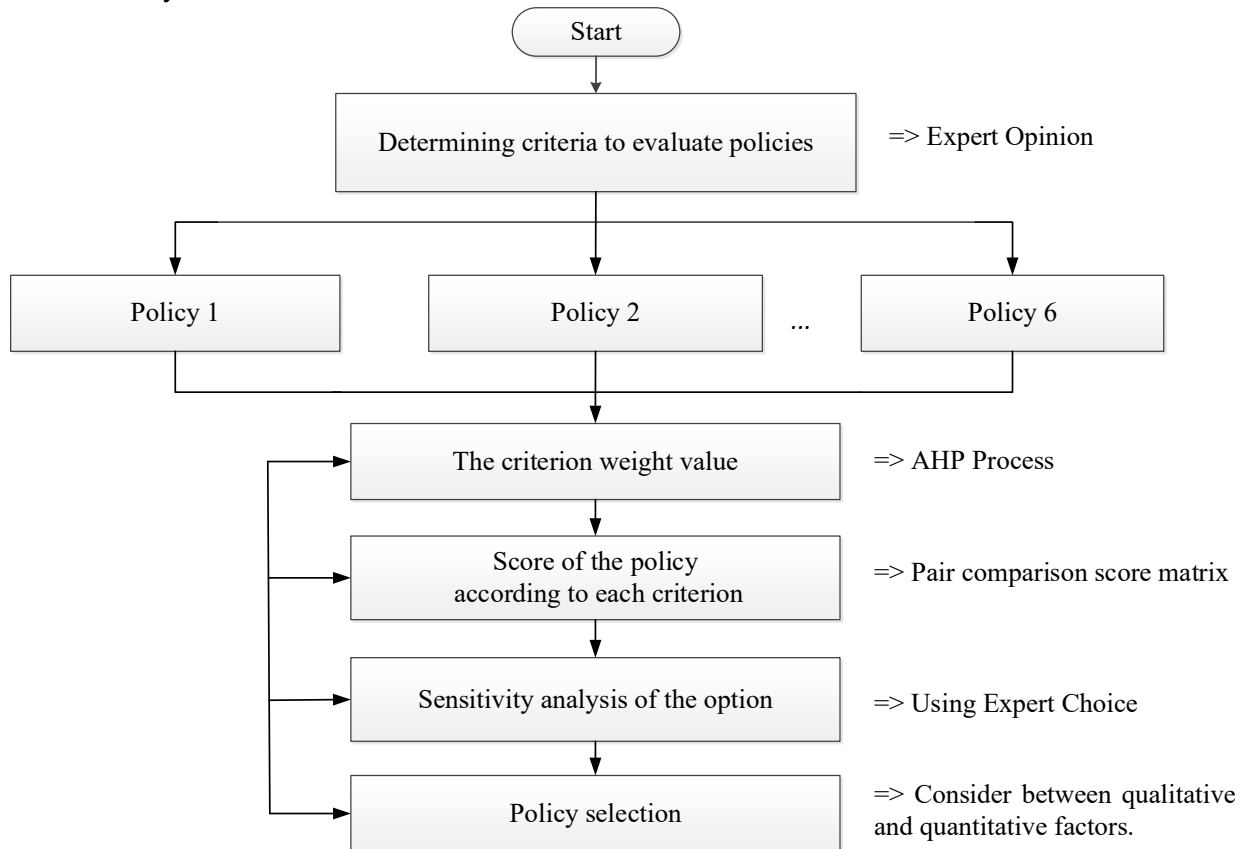 Start
Determining criteria to evaluate policies
=> Expert Opinion
Policy 1
Policy 2
...
Policy 6
The criterion weight value
=> AHP Process
Score of the policy
according to each criterion
=> Pair comparison score matrix
Sensitivity analysis of the option
=> Using Expert Choice
Policy selection
=> Consider between qualitative
and quantitative factors.